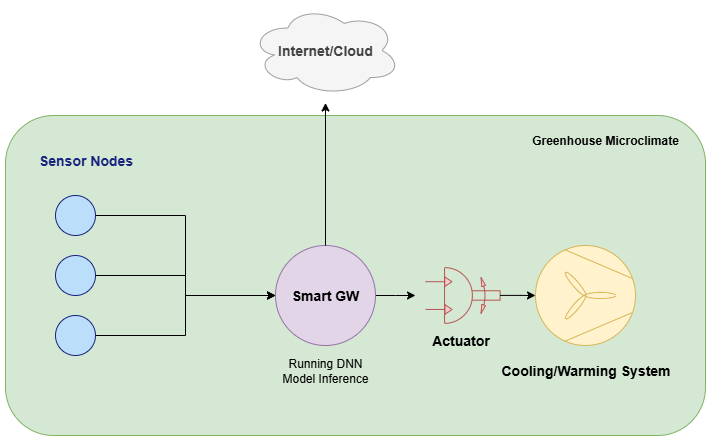 Internet/Cloud
Greenhouse Microclimate
Sensor Nodes
Smart GW
Running DNN
Model Inference
Actuator
Cooling/Warming System